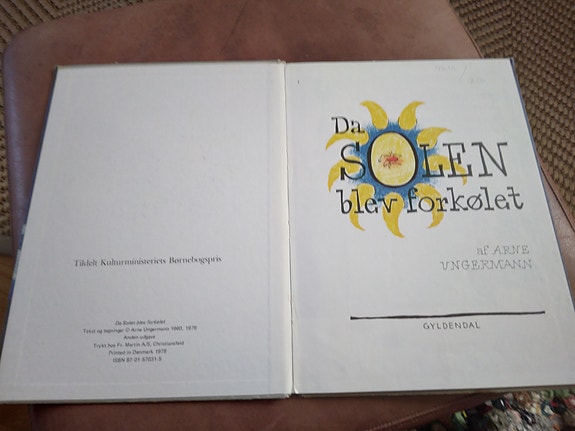 Tildelt Kulturministeriets Børnebogspris
Da Solen blev forkølet
Tekst og tegninger © Arne Ungermann 1960, 1978
Anden udgave
Trykt hos Fr. Martin A/S, Christiansfeld
Printed in Denmark 1978
ISBN 87-01-57031-5
Da
SOLEN
blev forkølet
af ARNE
UNGERMANN
GYLDENDAL